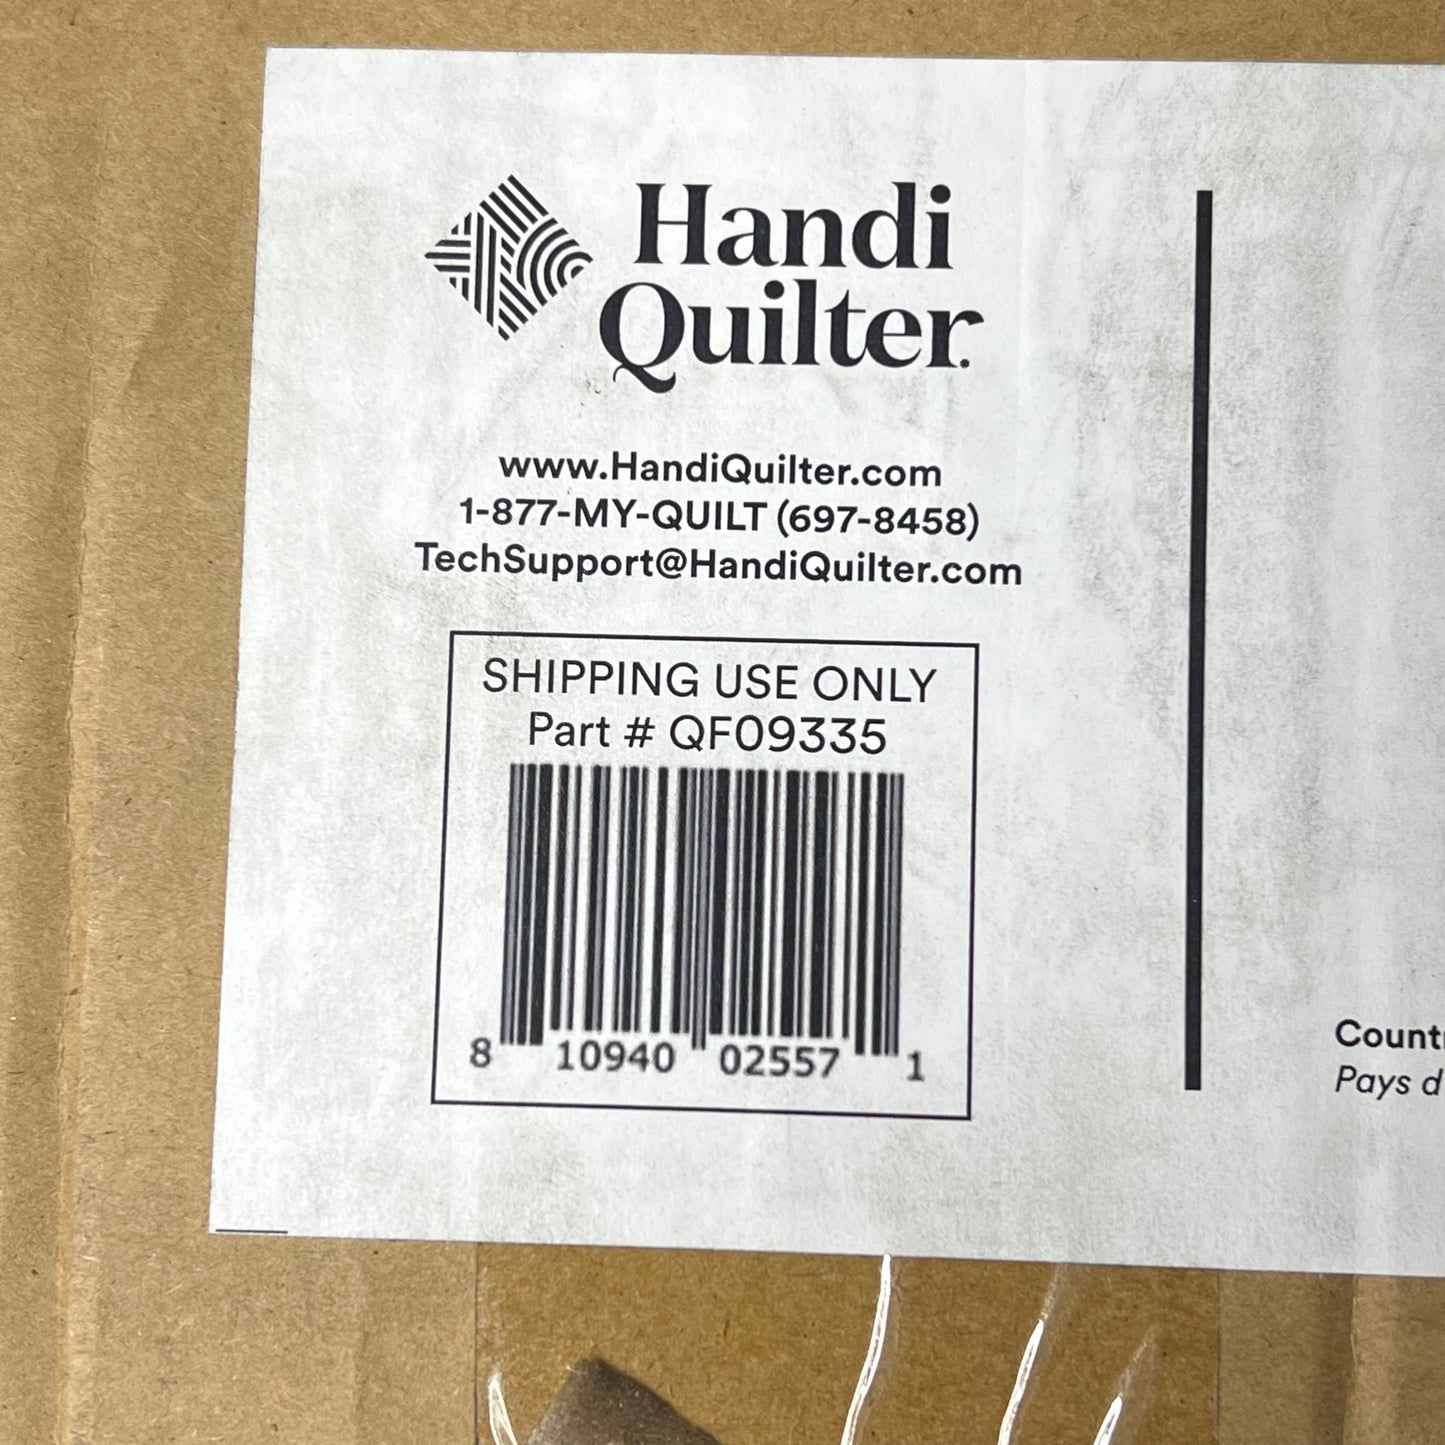 Handi
Quilter.
www.HandiQuilter.com
1-877-MY-QUILT (697-8458)
TechSupport@HandiQuilter.com
SHIPPING USE ONLY
Part # QF09335
8 10940 02557 1
Pays